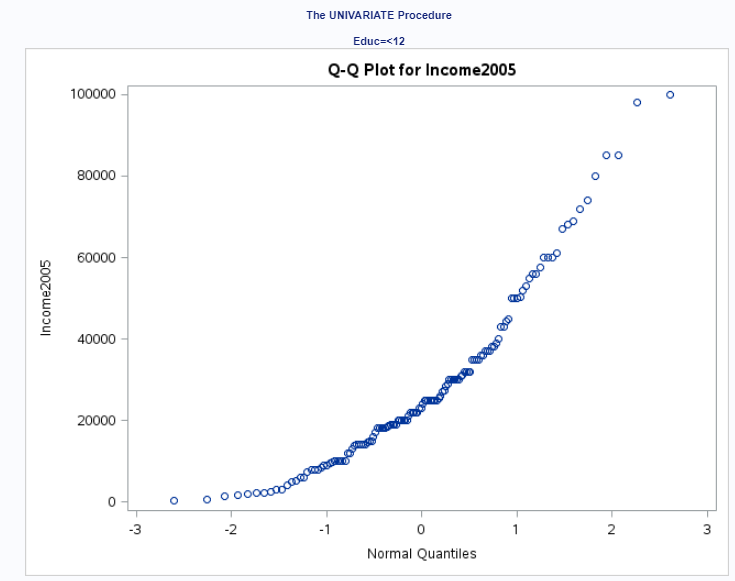 The UNIVARIATE Procedure
Educ=<12
Q-Q Plot for Income2005
100000
80000
60000
40000
20000
0
Income2005
-3 -2 -1 0 1 2 3
Normal Quantiles